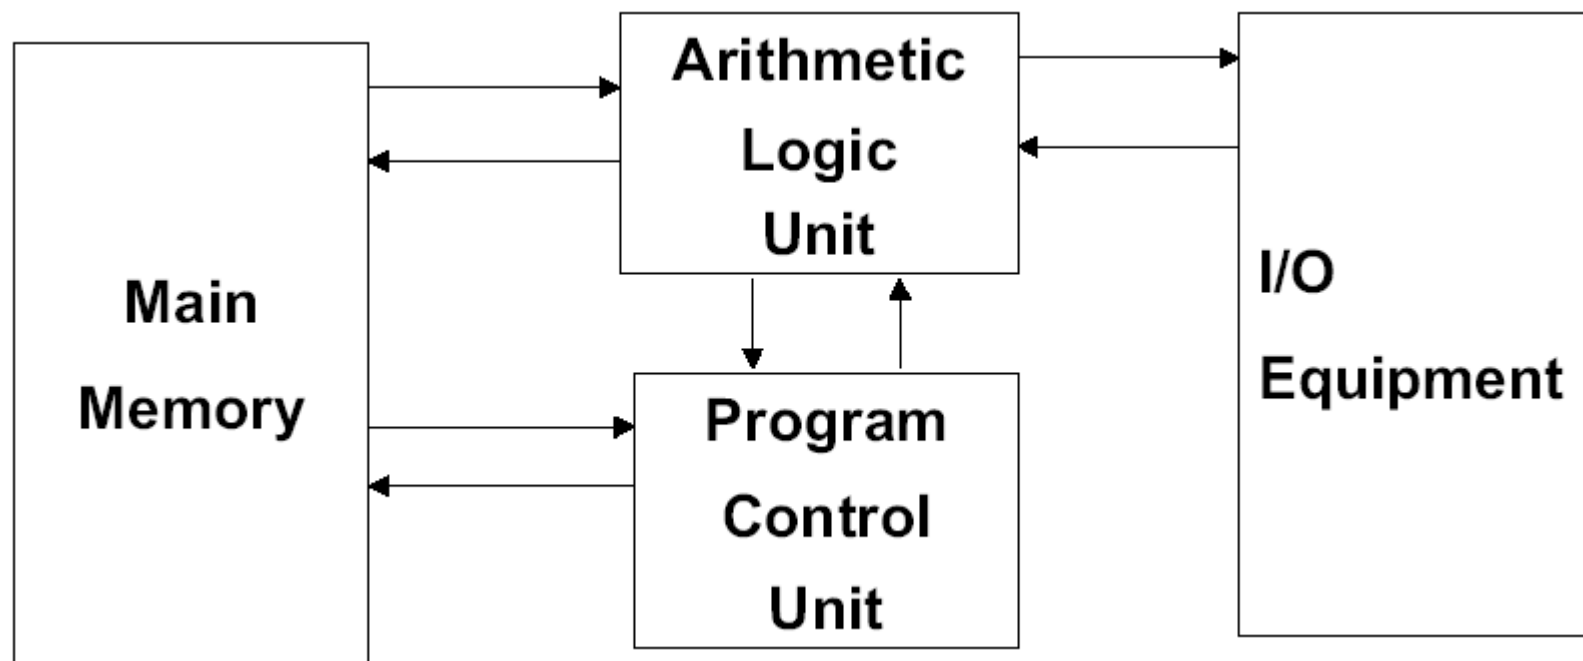 Main
Memory
Arithmetic
Logic
Unit
Program
Control
Unit
I/O
Equipment